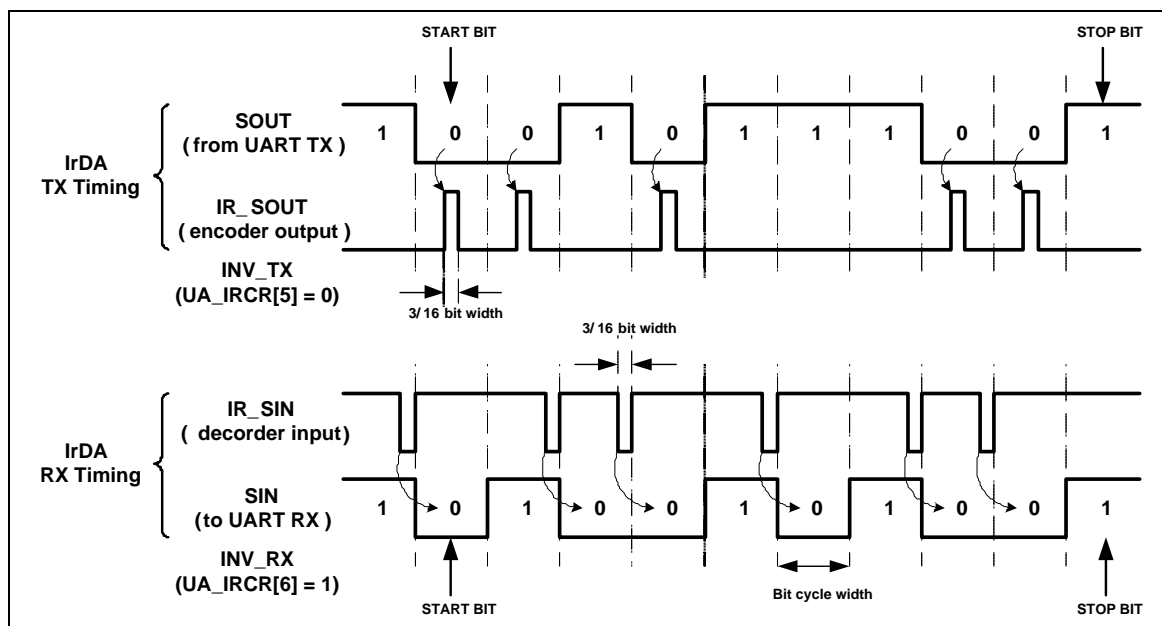 START BIT
STOP BIT
IrDA
TX Timing
SOUT
( from UART TX )
1 0 0 1 0 1 1 1 0 0 1
IR_ SOUT
( encoder output )
INV_TX
(UA_IRCR[5] = 0)
3/ 16 bit width
3/ 16 bit width
IrDA
RX Timing
IR_SIN
( decorder input)
SIN
(to UART RX )
1 0 1 0 0 1 0 1 0 0 1
INV_RX
(UA_IRCR[6] = 1)
START BIT
Bit cycle width
STOP BIT